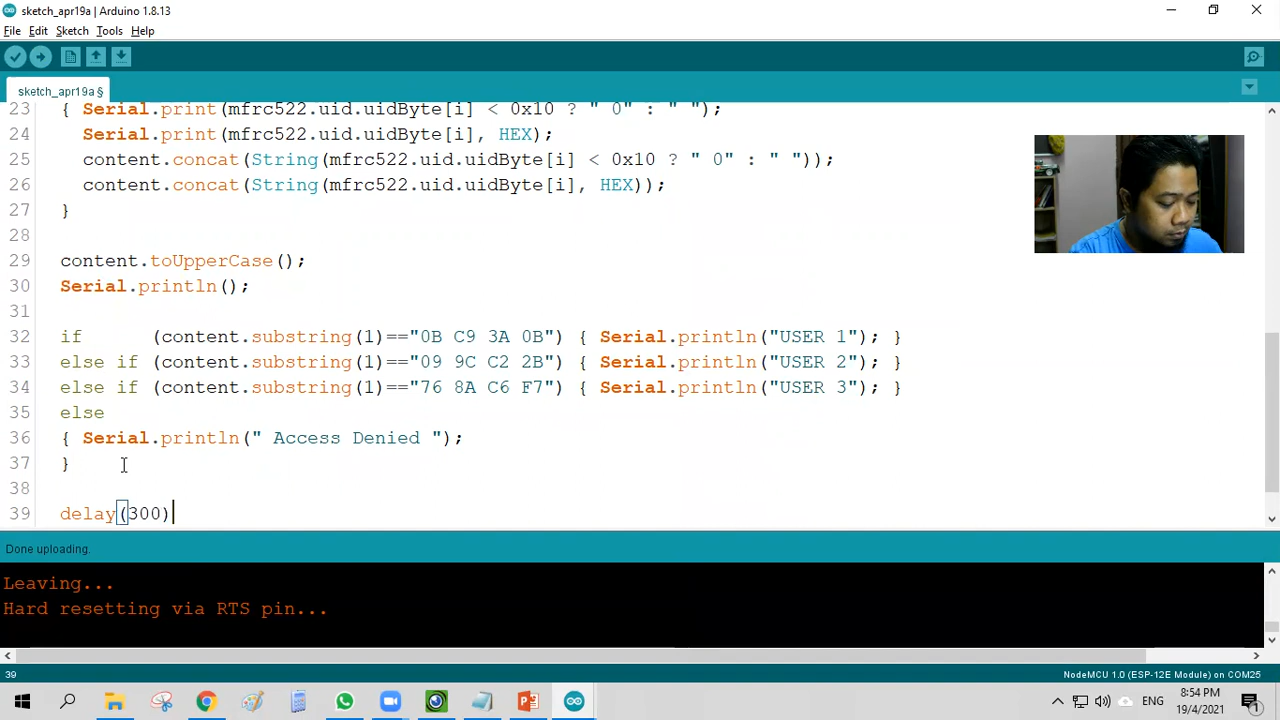 sketch_apr19a | Arduino 1.8.13
File Edit Sketch Tools Help
sketch_apr19a §
23 { Serial.print(mfrc522.uid.uidByte[i] < 0x10 ? " 0" : " ");
24 Serial.print(mfrc522.uid.uidByte[i], HEX);
25 content.concat(String(mfrc522.uid.uidByte[i] < 0x10 ? " 0" : " "));
26 content.concat(String(mfrc522.uid.uidByte[i], HEX));
27 }
28
29 content.toUpperCase();
30 Serial.println();
31
32 if (content.substring(1)=="0B C9 3A 0B") { Serial.println("USER 1"); }
33 else if (content.substring(1)=="09 9C C2 2B") { Serial.println("USER 2"); }
34 else if (content.substring(1)=="76 8A C6 F7") { Serial.println("USER 3"); }
35 else
36 { Serial.println(" Access Denied ");
37 }
38
39 delay(300)
Done uploading.
Leaving...
Hard resetting via RTS pin...
39 NodeMCU 1.0 (ESP-12E Module) on COM25
ENG
8:54 PM
19/4/2021
1